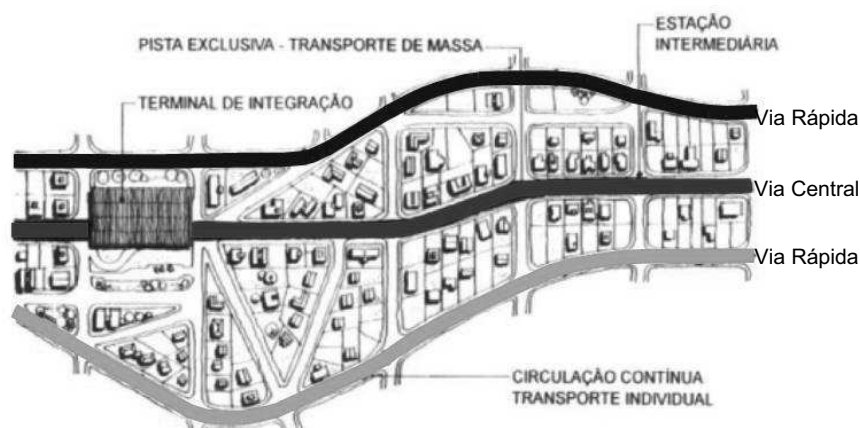 ESTAÇÃO
INTERMEDIÁRIA
PISTA EXCLUSIVA - TRANSPORTE DE MASSA
TERMINAL DE INTEGRAÇÃO
Via Rápida
Via Central
Via Rápida
CIRCULAÇÃO CONTÍNUA
TRANSPORTE INDIVIDUAL